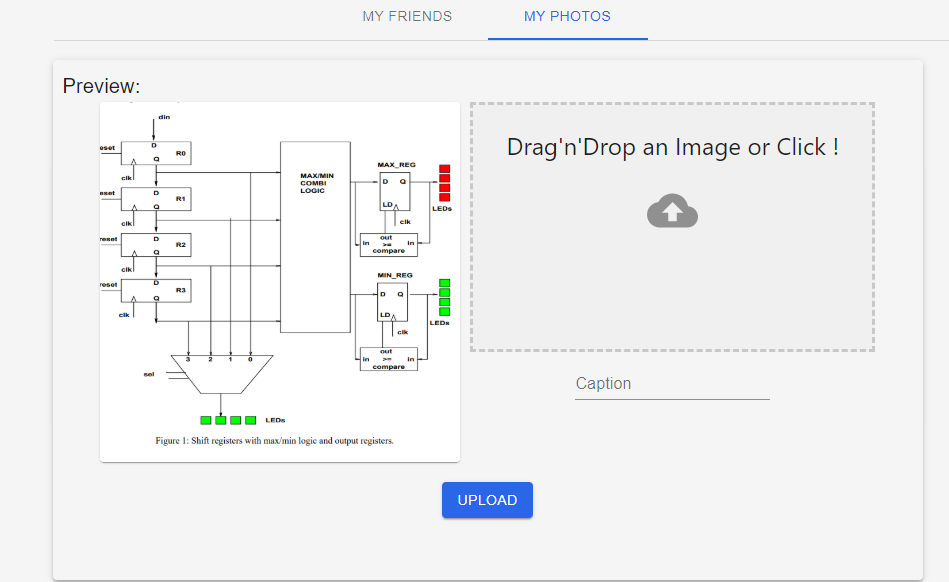 MY FRIENDS
MY PHOTOS
Preview:
din
eset
D
Q
R0
clk
eset
D
Q
R1
clk
reset
D
Q
R2
clk
reset
D
Q
R3
clk
MAX/MIN
COMBI
LOGIC
MAX_REG
D Q
LD
clk
LEDs
out
in >= in
compare
MIN_REG
D Q
LD
clk
LEDs
out
in >= in
compare
3 2 1 0
sel
LEDs
Figure 1: Shift registers with max/min logic and output registers.
Drag'n'Drop an Image or Click !
Caption
UPLOAD